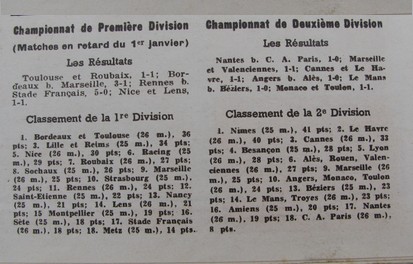 Championnat de Première Division
(Matches en retard du 1er janvier)
Les Résultats
Toulouse et Roubaix, 1-1; Bor-
deaux b. Marseille, 3-1; Rennes b.
Stade Français, 5-0; Nice et Lens,
1-1.
Classement de la 1re Division
1. Bordeaux et Toulouse (26 m.), 36
pts; 3. Lille et Reims (25 m.), 34 pts;
5. Nice (26 m.), 30 pts; 6. Racing (25
m.), 29 pts; 7. Roubaix (26 m.), 27 pts;
8. Sochaux (25 m.), 26 pts; 9. Marseille
(26 m.), 25 pts; 10. Strasbourg (25 m.),
11. Rennes (26 m.), 24 pts; 12.
Saint-Etienne (25 m.), 22 pts; 13. Nancy
(25 m.), 21 pts; 14. Lens (26 m.), 21
pts; 15 Montpellier (25 m.), 19 pts; 16.
Sète (25 m.), 18 pts; 17. Stade Français
(26 m.), 18 pts; 18. Metz (25 m.), 14 pts.
Championnat de Deuxième Division
Les Résultats
Nantes b. C. A. Paris, 1-0; Marseille
et Valenciennes, 1-1; Cannes et Le Ha-
vre, 1-1; Angers b. Alès, 1-0; Le Mans
b. Béziers, 1-0; Monaco et Toulon, 1-1.
Classement de la 2e Division
1. Nîmes (25 m.), 41 pts; 2. Le Havre
(26 m.), 40 pts; 3. Cannes (26 m.), 33
pts; 4. Besançon (25 m.), 28 pts; 5. Lyon
(26 m.), 28 pts; 6. Alès, Rouen, Valen-
ciennes (26 m.), 27 pts; 9. Marseille
(26 m.), 25 pts; 10. Angers, Monaco, Toulon
(26 m.), 24 pts; 13. Béziers (25 m.), 23
pts; 14. Le Mans, Troyes (26 m.), 23 pts;
16. Amiens (25 m.), 20 pts; 17. Nantes
(26 m.), 19 pts; 18. C. A. Paris (26 m.),
8 pts.